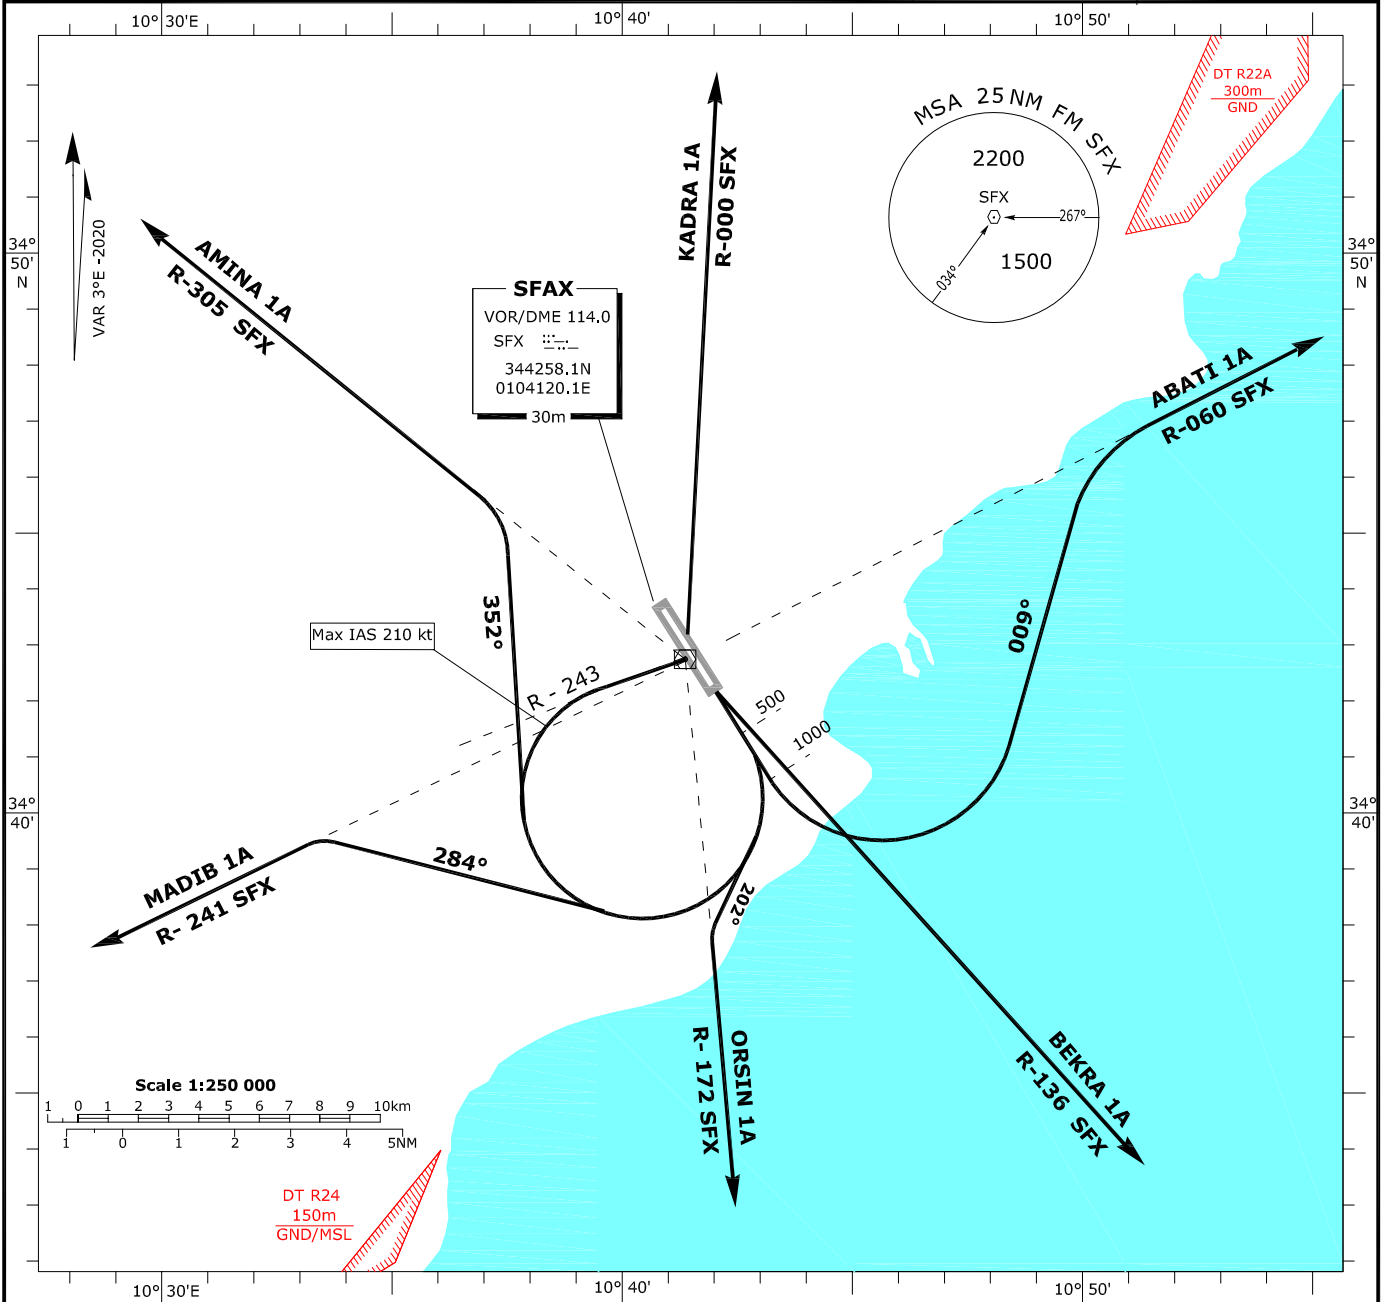 10° 30'E
10° 40'
10° 50'
DT R22A
300m
GND
MSA 25 NM FM SFX
2200
SFX
267°
034°
1500
KADRA 1A
R-000 SFX
34°
50'
N
34°
50'
N
VAR 3°E -2020
AMINA 1A
R-305 SFX
SFAX
VOR/DME 114.0
SFX
344258.1N
0104120.1E
30m
ABATI 1A
R-060 SFX
352°
009°
Max IAS 210 kt
R - 243
500
1000
34°
40'
34°
40'
284°
MADIB 1A
R- 241 SFX
202°
ORSIN 1A
R- 172 SFX
BEKRA 1A
R-136 SFX
Scale 1:250 000
1 0 1 2 3 4 5 6 7 8 9 10km
1 0 1 2 3 4 5NM
DT R24
150m
GND/MSL
10° 30'E
10° 40'
10° 50'